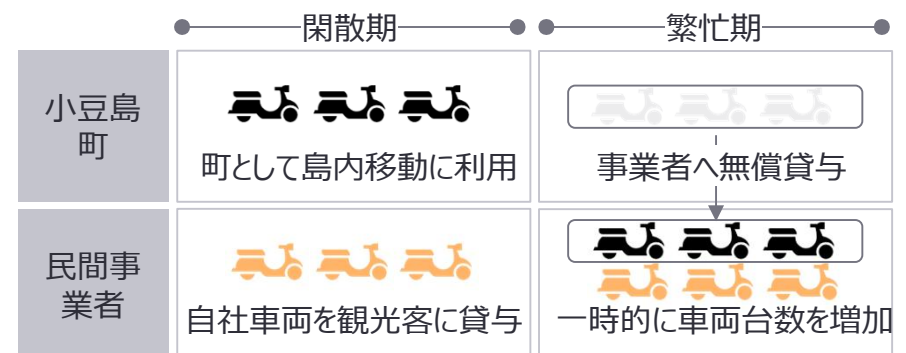 閑散期
繁忙期
小豆島
町
町として島内移動に利用
事業者へ無償貸与
民間事
業者
自社車両を観光客に貸与
一時的に車両台数を増加